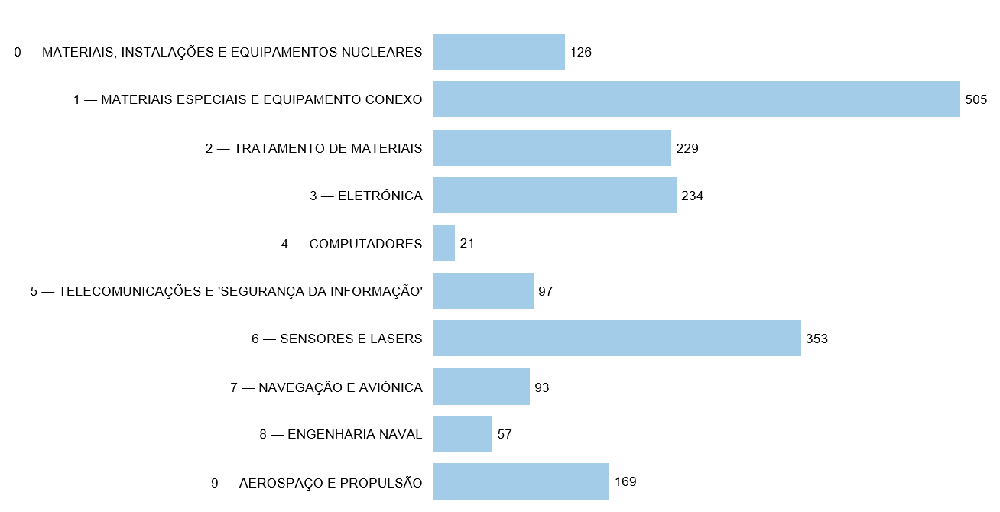 0 — MATERIAIS, INSTALAÇÕES E EQUIPAMENTOS NUCLEARES 126
1 — MATERIAIS ESPECIAIS E EQUIPAMENTO CONEXO 505
2 — TRATAMENTO DE MATERIAIS 229
3 — ELETRÓNICA 234
4 — COMPUTADORES 21
5 — TELECOMUNICAÇÕES E 'SEGURANÇA DA INFORMAÇÃO' 97
6 — SENSORES E LASERS 353
7 — NAVEGAÇÃO E AVIÓNICA 93
8 — ENGENHARIA NAVAL 57
9 — AEROSPAÇO E PROPULSÃO 169